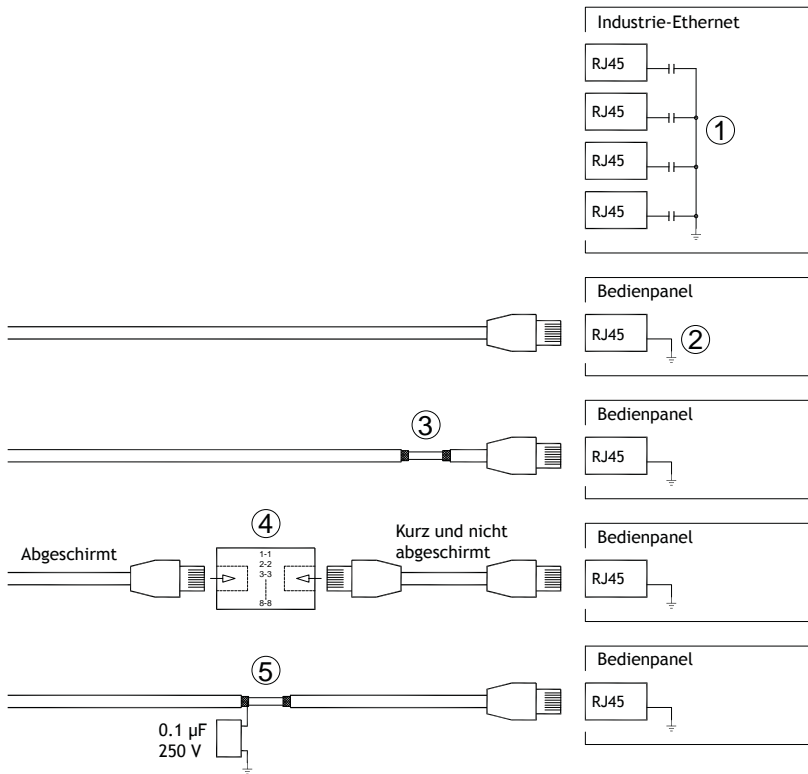 Industrie-Ethernet
RJ45
RJ45
1
RJ45
RJ45
Bedienpanel
RJ45
2
Bedienpanel
3
RJ45
Bedienpanel
4
Kurz und nicht
abgeschirmt
Abgeschirmt
1-1
2-2
3-3
8-8
RJ45
Bedienpanel
5
RJ45
0.1 µF
250 V